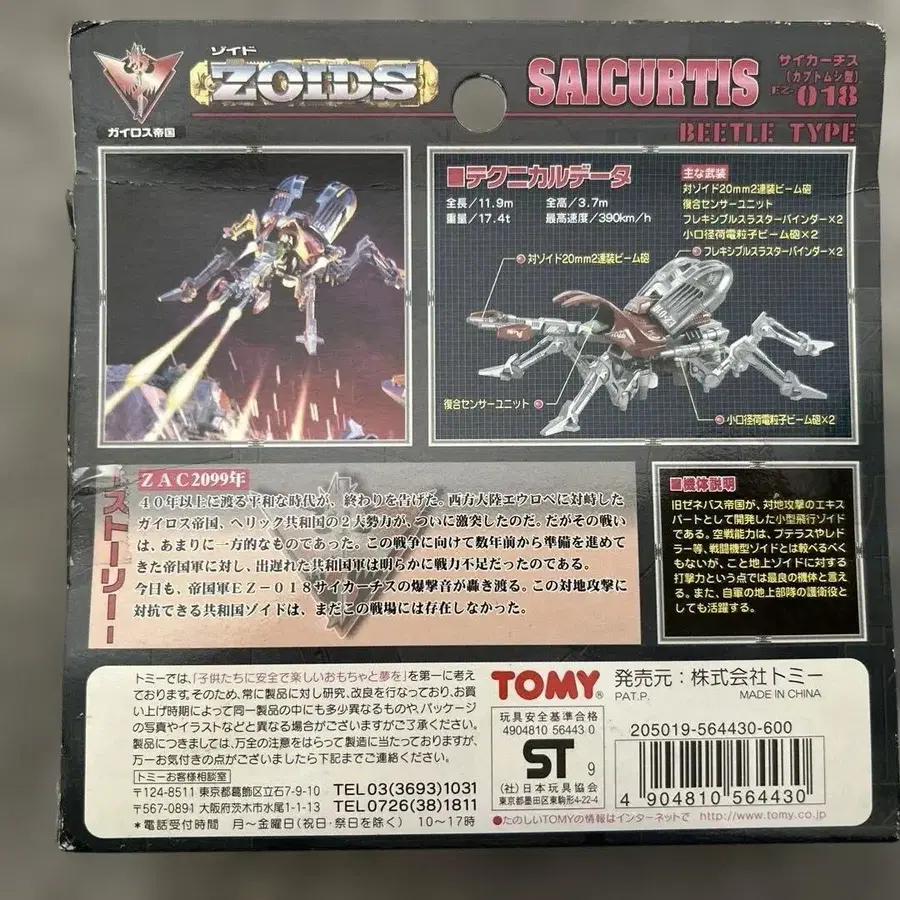 ゾイド
ZOIDS
ガイロス帝国
SAICURTIS
サイカーチス
(カブトムシ型)
EZ-018
BEETLE TYPE
■テクニカルデータ
全長/11.9m 全高/3.7m
重量/17.4t 最高速度/390km/h
主な武装
対ゾイド20mm2連装ビーム砲
復合センサーユニット
フレキシブルスラスターバインダー×2
小口径荷電粒子ビーム砲×2
対ゾイド20mm2連装ビーム砲
フレキシブルスラスターバインダー×2
復合センサーユニット
小口径荷電粒子ビーム砲×2
ストーリー
ZAC2099年
40年以上に渡る平和な時代が、終わりを告げた。西方大陸エウロペに対峙した
ガイロス帝国、ヘリック共和国の2大勢力が、ついに激突したのだ。だがその戦い
は、あまりに一方的なものであった。この戦争に向けて数年前から準備を進めて
きた帝国軍に対し、出遅れた共和国軍は明らかに戦力不足だったのである。
今日も、帝国軍EZ-018サイカーチスの爆撃音が轟き渡る。この対地攻撃に
対抗できる共和国ゾイドは、まだこの戦場には存在しなかった。
■機体説明
旧ゼネバス帝国が、対地攻撃のエキス
パートとして開発した小型飛行ゾイド
である。空戦能力は、プテラスやレド
ラー等、戦闘機型ゾイドとは較べるべく
もないが、こと地上ゾイドに対する
打撃力という点では最良の機体と言え
る。また、自軍の地上部隊の護衛役と
しても活躍する。
トミーでは、「子供たちに安全で楽しいおもちゃと夢を」を第一に考え
ております。そのため、常に製品に対し研究、改良を行なっており、お買
い上げ時期によって同一製品の中にも多少異なるものや、パッケージ
の写真やイラストなどと異なる場合がございますがご了承ください。
製品につきましては、万全の注意をはらって製造に当たっておりますが、
万一お気付きの点がございましたら下記までご連絡ください。
トミーお客様相談室
〒124-8511 東京都葛飾区立石7-9-10 TEL03(3693)1031
〒567-0891 大阪府茨木市水尾1-1-13 TEL0726(38)1811
*電話受付時間 月～金曜日(祝日・祭日を除く) 10～17時
TOMY®
発売元：株式会社トミー
PAT.P. MADE IN CHINA
玩具安全基準合格
4904810 56443 0
ST 9
(社)日本玩具協会
東京都墨田区東駒形4-22-4
205019-564430-600
4 904810 564430
●たのしいTOMYの情報はインターネットで http://www.tomy.co.jp